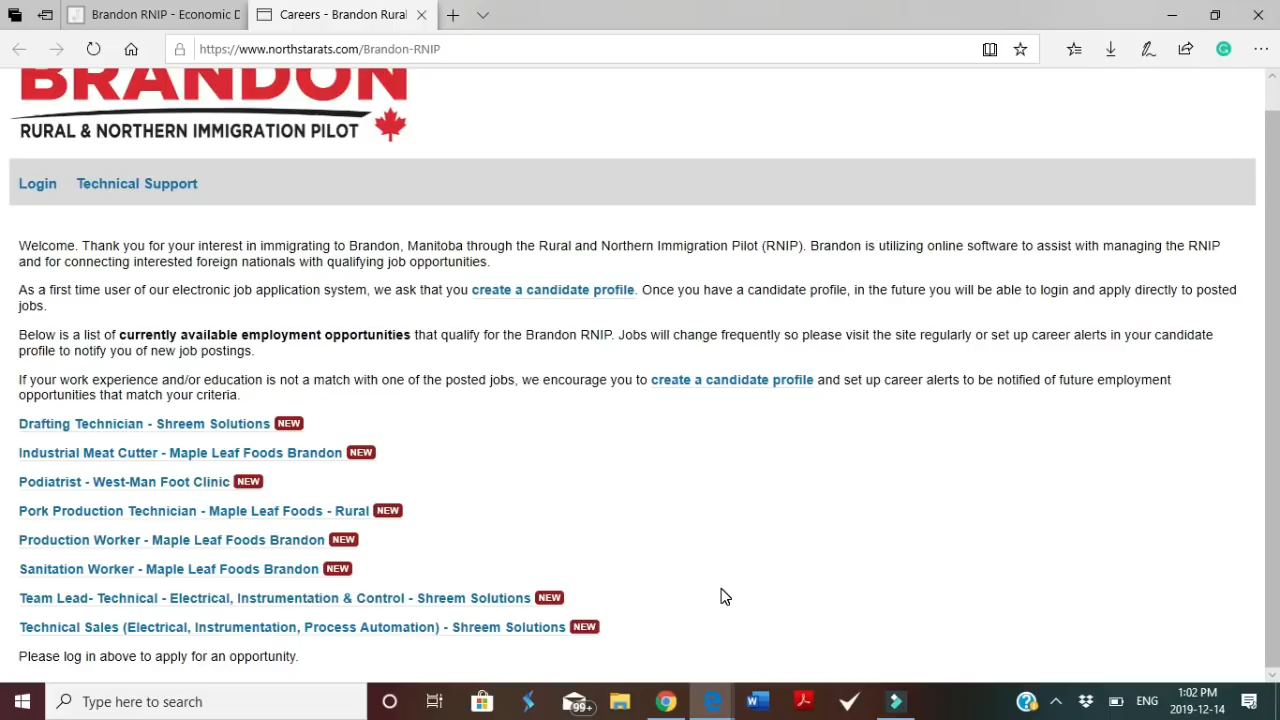 Brandon RNIP - Economic D
Careers - Brandon Rural
https://www.northstarats.com/Brandon-RNIP
BRANDON
RURAL & NORTHERN IMMIGRATION PILOT
Login Technical Support
Welcome. Thank you for your interest in immigrating to Brandon, Manitoba through the Rural and Northern Immigration Pilot (RNIP). Brandon is utilizing online software to assist with managing the RNIP
and for connecting interested foreign nationals with qualifying job opportunities.
As a first time user of our electronic job application system, we ask that you create a candidate profile. Once you have a candidate profile, in the future you will be able to login and apply directly to posted
jobs.
Below is a list of currently available employment opportunities that qualify for the Brandon RNIP. Jobs will change frequently so please visit the site regularly or set up career alerts in your candidate
profile to notify you of new job postings.
If your work experience and/or education is not a match with one of the posted jobs, we encourage you to create a candidate profile and set up career alerts to be notified of future employment
opportunities that match your criteria.
Drafting Technician - Shreem Solutions NEW
Industrial Meat Cutter - Maple Leaf Foods Brandon NEW
Podiatrist - West-Man Foot Clinic NEW
Pork Production Technician - Maple Leaf Foods - Rural NEW
Production Worker - Maple Leaf Foods Brandon NEW
Sanitation Worker - Maple Leaf Foods Brandon NEW
Team Lead- Technical - Electrical, Instrumentation & Control - Shreem Solutions NEW
Technical Sales (Electrical, Instrumentation, Process Automation) - Shreem Solutions NEW
Please log in above to apply for an opportunity.
Type here to search
99+
ENG
1:02 PM
2019-12-14